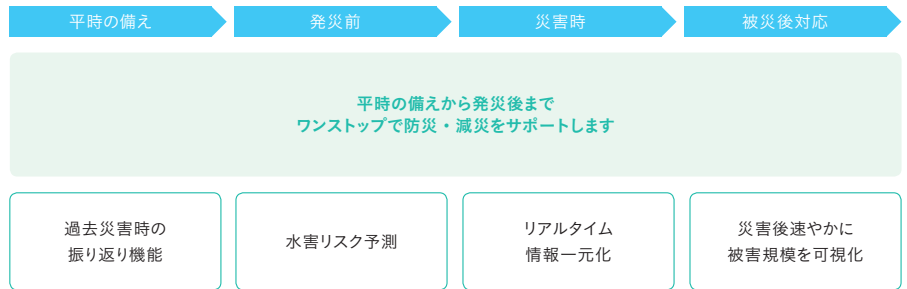 平時の備え
発災前
災害時
被災後対応
平時の備えから発災後まで
ワンストップで防災・減災をサポートします
過去災害時の
振り返り機能
水害リスク予測
リアルタイム
情報一元化
災害後速やかに
被害規模を可視化